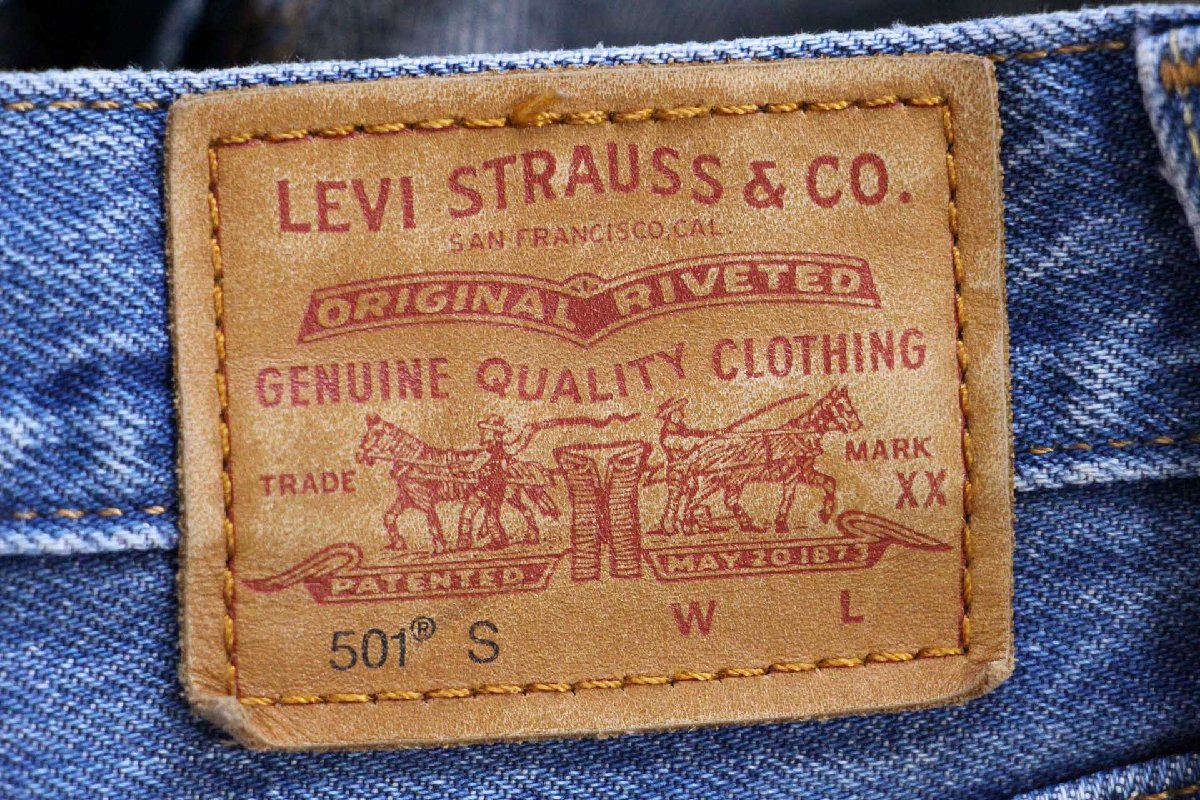 LEVI STRAUSS & CO.
SAN FRANCISCO, CAL.
ORIGINAL RIVETED
GENUINE QUALITY CLOTHING
TRADE MARK
XX
PATENTED MAY 20.1873
W L
501® S